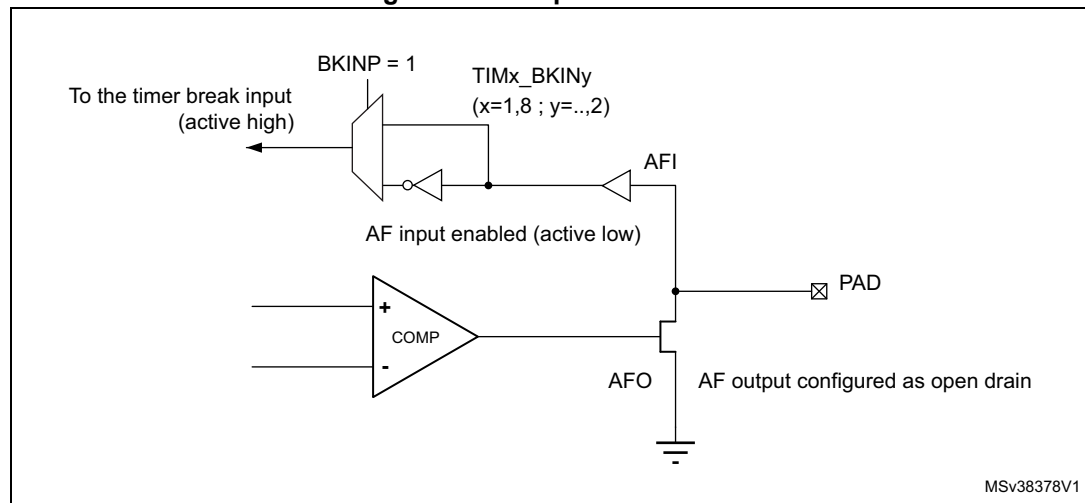 BKINP = 1
TIMx_BKINy
(x=1,8 ; y=..,2)
To the timer break input
(active high)
AFI
AF input enabled (active low)
PAD
+
COMP
-
AFO
AF output configured as open drain
MSv38378V1